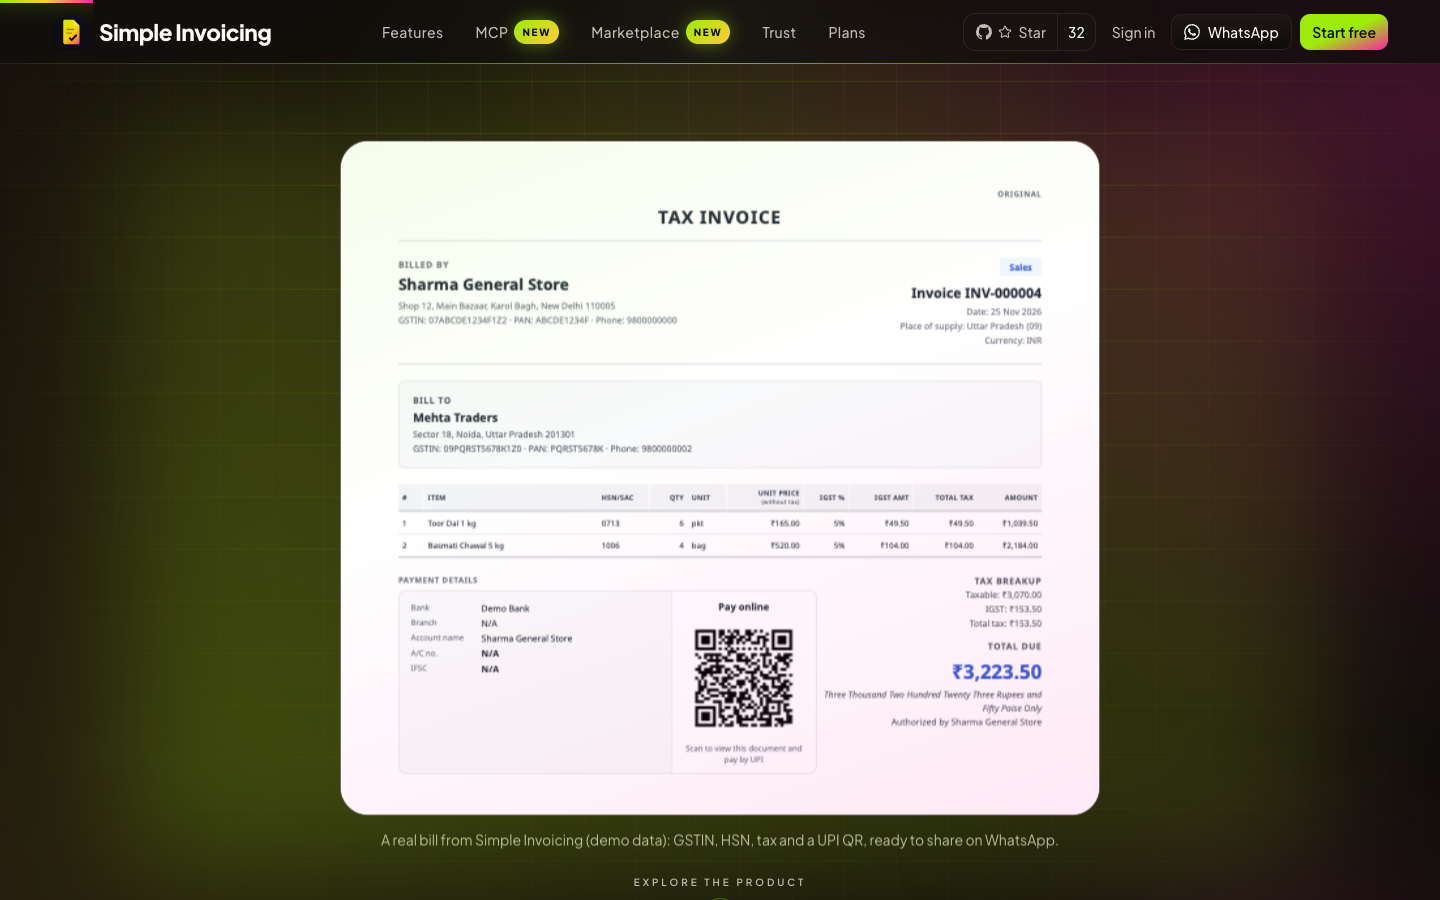 Simple Invoicing
Features
MCP NEW
Marketplace NEW
Trust
Plans
Star 32
Sign in
WhatsApp
Start free
ORIGINAL
TAX INVOICE
BILLED BY
Sharma General Store
Shop 12, Main Bazaar, Karol Bagh, New Delhi 110005
GSTIN: 07ABCDE1234F1Z2 · PAN: ABCDE1234F · Phone: 9800000000
Sales
Invoice INV-000004
Date: 25 Nov 2026
Place of supply: Uttar Pradesh (09)
Currency: INR
BILL TO
Mehta Traders
Sector 18, Noida, Uttar Pradesh 201301
GSTIN: 09PQRST5678K1Z0 · PAN: PQRST5678K · Phone: 9800000002
# ITEM HSN/SAC QTY UNIT UNIT PRICE (without tax) IGST % IGST AMT TOTAL TAX AMOUNT
1 Toor Dal 1 kg 0713 6 pkt ₹165.00 5% ₹49.50 ₹49.50 ₹1,039.50
2 Basmati Chawal 5 kg 1006 4 bag ₹520.00 5% ₹104.00 ₹104.00 ₹2,184.00
PAYMENT DETAILS
Bank Demo Bank
Branch N/A
Account name Sharma General Store
A/C no. N/A
IFSC N/A
Pay online
Scan to view this document and
pay by UPI
TAX BREAKUP
Taxable: ₹3,070.00
IGST: ₹153.50
Total tax: ₹153.50
TOTAL DUE
₹3,223.50
Three Thousand Two Hundred Twenty Three Rupees and
Fifty Paise Only
Authorized by Sharma General Store
A real bill from Simple Invoicing (demo data): GSTIN, HSN, tax and a UPI QR, ready to share on WhatsApp.
EXPLORE THE PRODUCT